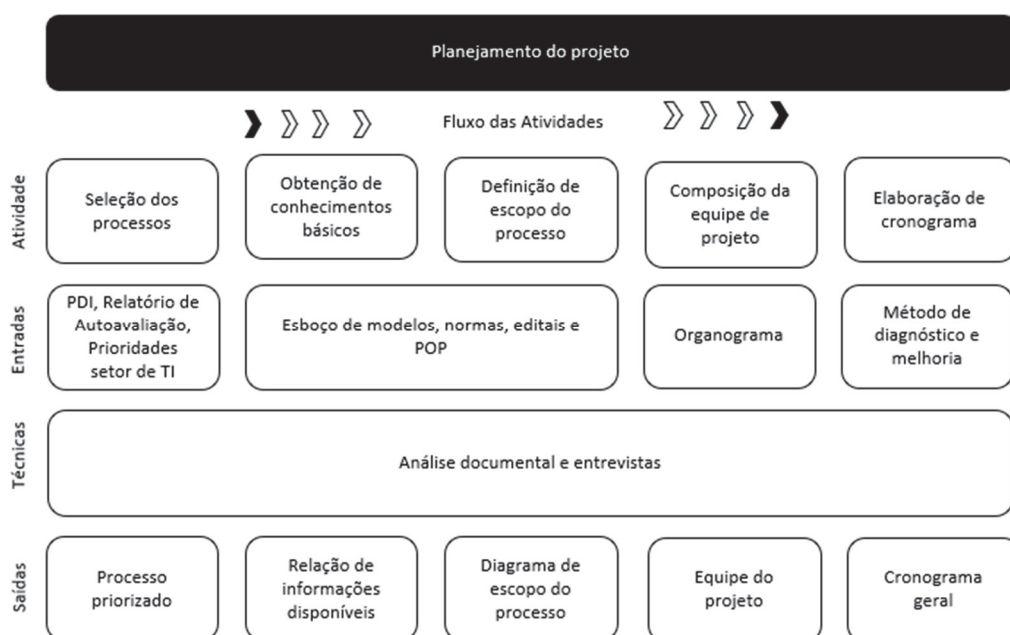 Planejamento do projeto
Fluxo das Atividades
Atividade
Seleção dos
processos
Obtenção de
conhecimentos
básicos
Definição de
escopo do
processo
Composição da
equipe de
projeto
Elaboração de
cronograma
Entradas
PDI, Relatório de
Autoavaliação,
Prioridades
setor de TI
Esboço de modelos, normas, editais e
POP
Organograma
Método de
diagnóstico e
melhoria
Técnicas
Análise documental e entrevistas
Saídas
Processo
priorizado
Relação de
informações
disponíveis
Diagrama de
escopo do
processo
Equipe do
projeto
Cronograma
geral